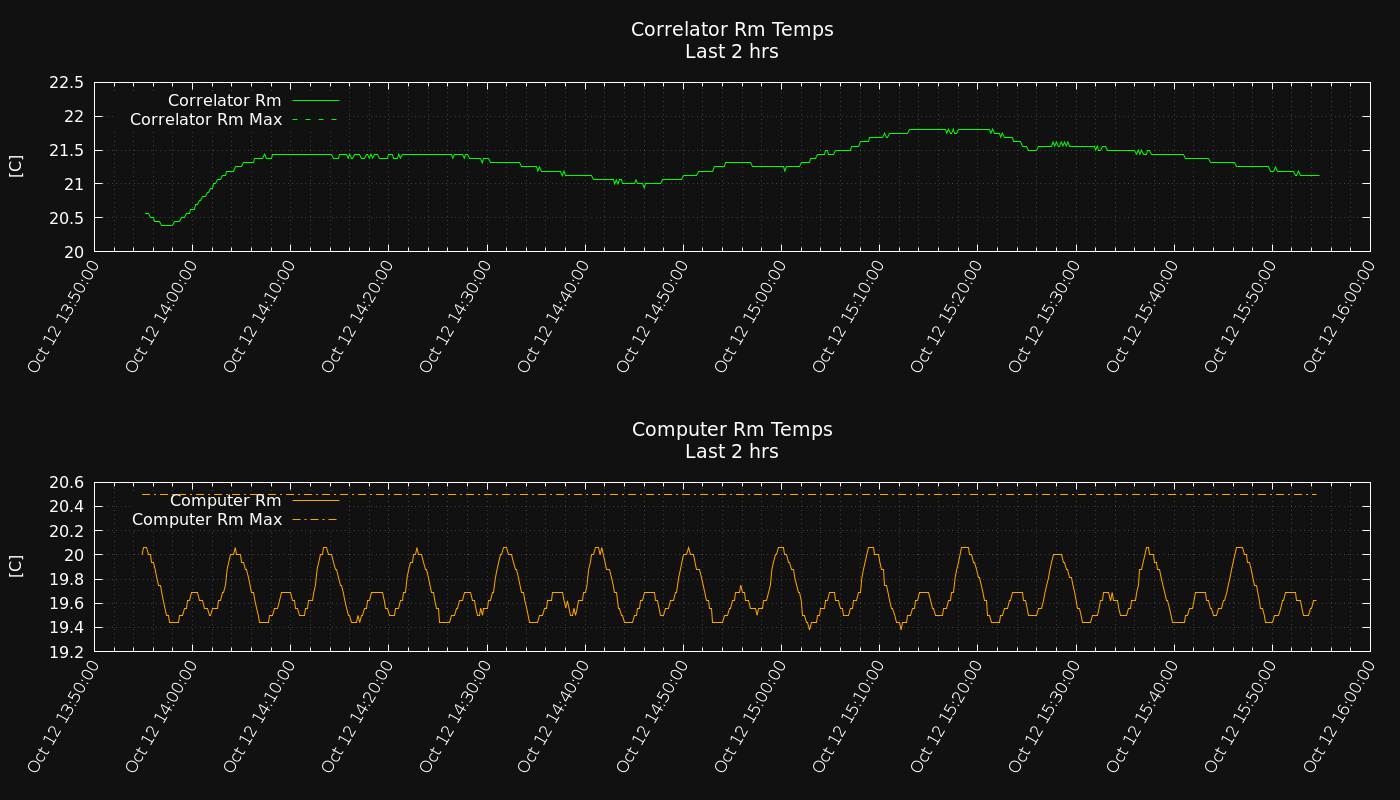 Correlator Rm Temps
Last 2 hrs
22.5
22
21.5
21
20.5
20
[C]
Correlator Rm
Correlator Rm Max
Oct 12 13:50:00
Oct 12 14:00:00
Oct 12 14:10:00
Oct 12 14:20:00
Oct 12 14:30:00
Oct 12 14:40:00
Oct 12 14:50:00
Oct 12 15:00:00
Oct 12 15:10:00
Oct 12 15:20:00
Oct 12 15:30:00
Oct 12 15:40:00
Oct 12 15:50:00
Oct 12 16:00:00
Computer Rm Temps
Last 2 hrs
20.6
20.4
20.2
20
19.8
19.6
19.4
19.2
[C]
Computer Rm
Computer Rm Max
Oct 12 13:50:00
Oct 12 14:00:00
Oct 12 14:10:00
Oct 12 14:20:00
Oct 12 14:30:00
Oct 12 14:40:00
Oct 12 14:50:00
Oct 12 15:00:00
Oct 12 15:10:00
Oct 12 15:20:00
Oct 12 15:30:00
Oct 12 15:40:00
Oct 12 15:50:00
Oct 12 16:00:00